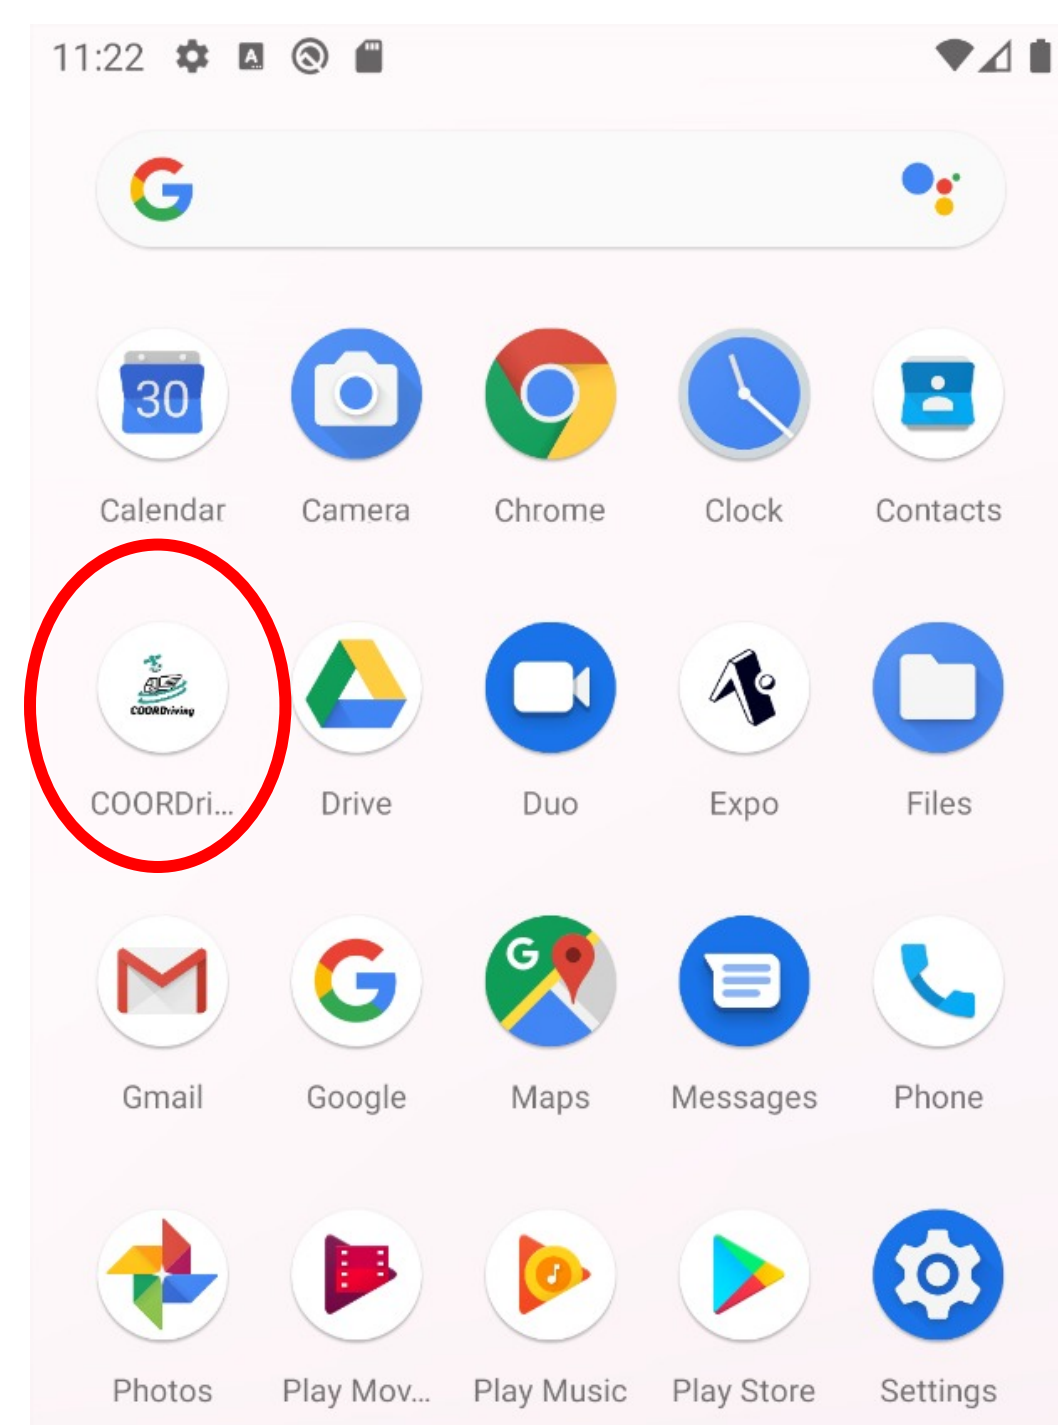 11:22
A
G
30
Calendar Camera Chrome Clock Contacts
COORDriving
COORDri... Drive Duo Expo Files
G G
Gmail Google Maps Messages Phone
Photos Play Mov... Play Music Play Store Settings